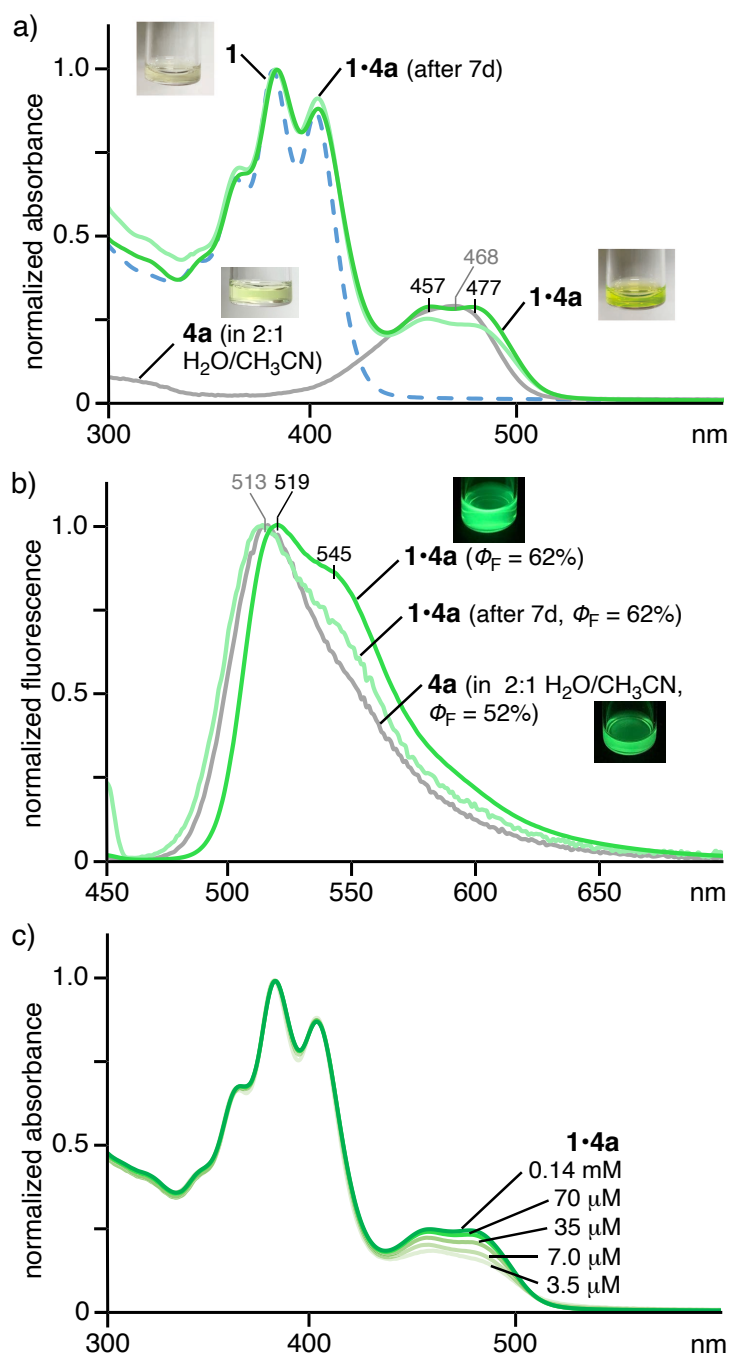 a)
normalized absorbance
1.0
0.5
0
1
1•4a (after 7d)
468
457
477
1•4a
4a (in 2:1
H₂O/CH₃CN)
300
400
500
nm
b)
normalized fluorescence
1.0
0.5
0
513
519
545
1•4a (Φ_F = 62%)
1•4a (after 7d, Φ_F = 62%)
4a (in 2:1 H₂O/CH₃CN,
Φ_F = 52%)
450
500
550
600
650
nm
c)
normalized absorbance
1.0
0.5
0
1•4a
0.14 mM
70 μM
35 μM
7.0 μM
3.5 μM
300
400
500
nm